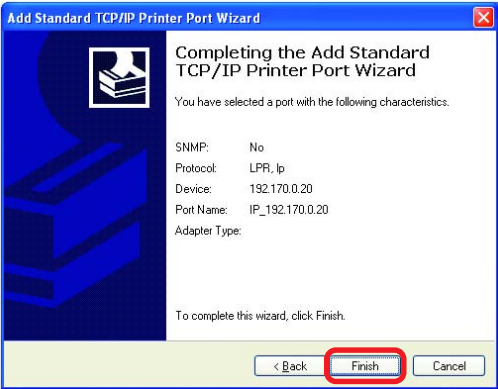 Add Standard TCP/IP Printer Port Wizard
Completing the Add Standard
TCP/IP Printer Port Wizard
You have selected a port with the following characteristics.
SNMP: No
Protocol: LPR, lp
Device: 192.170.0.20
Port Name: IP_192.170.0.20
Adapter Type:
To complete this wizard, click Finish.
< Back Finish Cancel